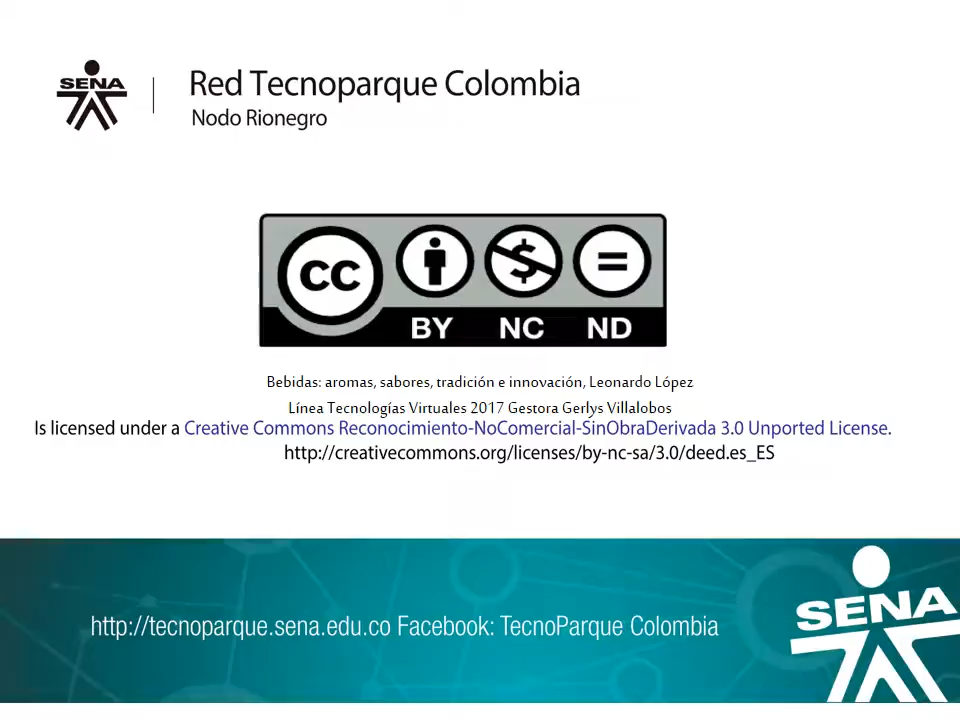 SENA
Red Tecnoparque Colombia
Nodo Rionegro
CC
BY NC ND
Bebidas: aromas, sabores, tradición e innovación, Leonardo López
Línea Tecnologías Virtuales 2017 Gestora Gerlys Villalobos
Is licensed under a Creative Commons Reconocimiento-NoComercial-SinObraDerivada 3.0 Unported License.
http://creativecommons.org/licenses/by-nc-sa/3.0/deed.es_ES
http://tecnoparque.sena.edu.co Facebook: TecnoParque Colombia
SENA